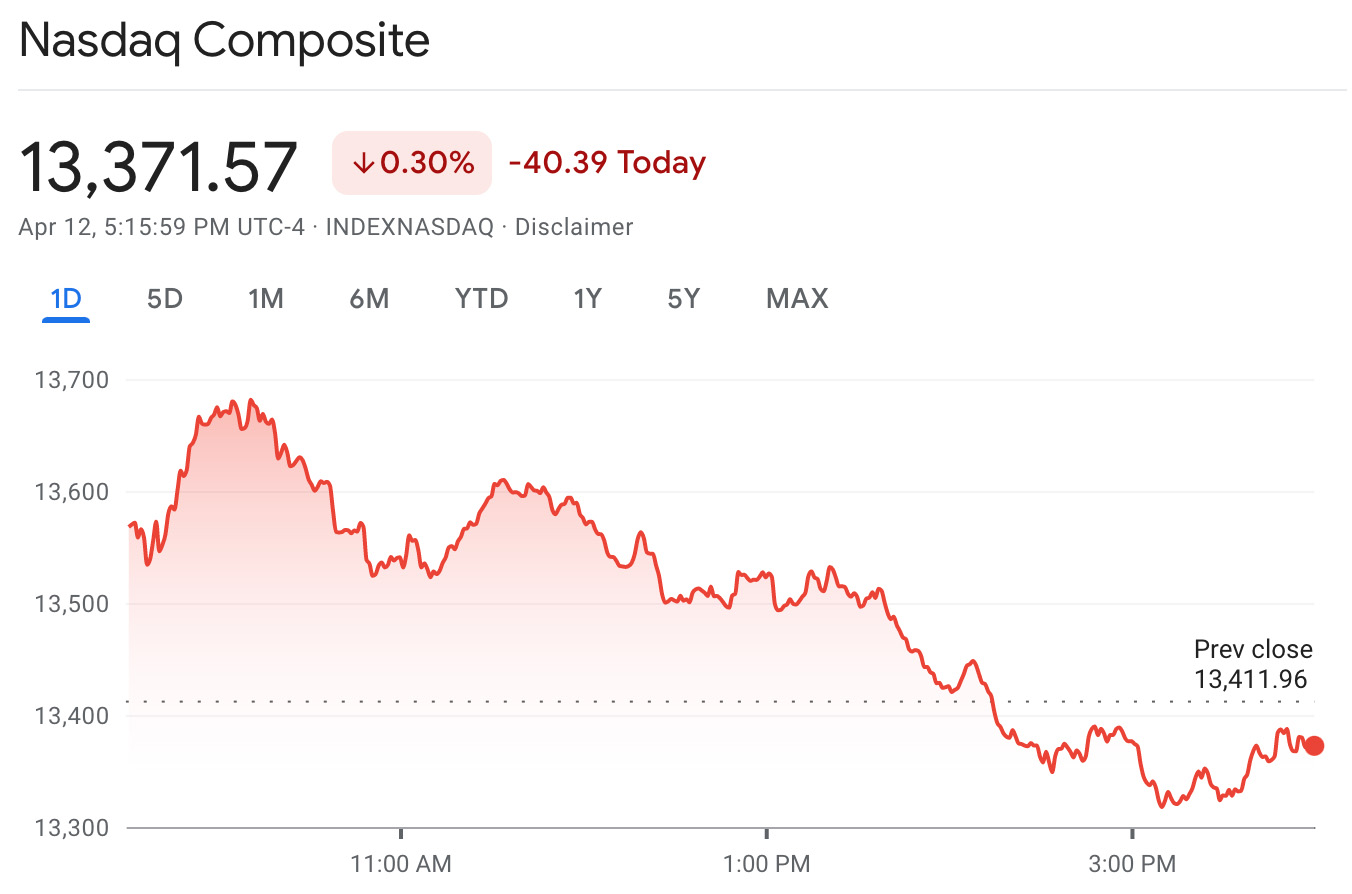 Nasdaq Composite
13,371.57 ↓0.30% -40.39 Today
Apr 12, 5:15:59 PM UTC-4 · INDEXNASDAQ · Disclaimer
1D 5D 1M 6M YTD 1Y 5Y MAX
13,700
13,600
13,500
Prev close
13,411.96
13,400
13,300
11:00 AM 1:00 PM 3:00 PM